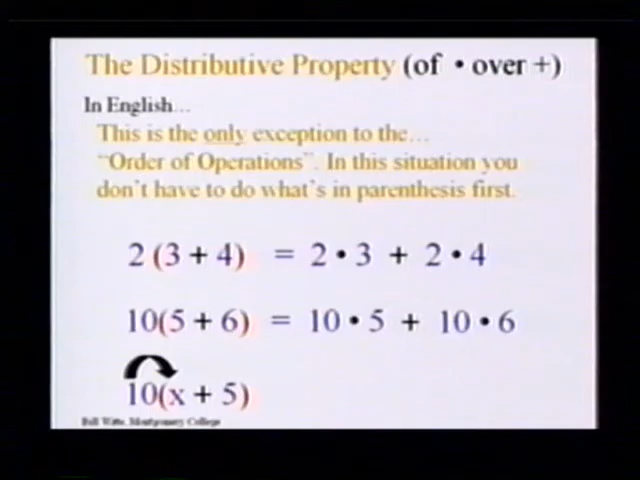 The Distributive Property (of • over +)
In English...
This is the only exception to the...
"Order of Operations". In this situation you
don't have to do what's in parenthesis first.
2 (3 + 4) = 2 • 3 + 2 • 4
10(5 + 6) = 10 • 5 + 10 • 6
10(x + 5)
Bill Witte, Montgomery College